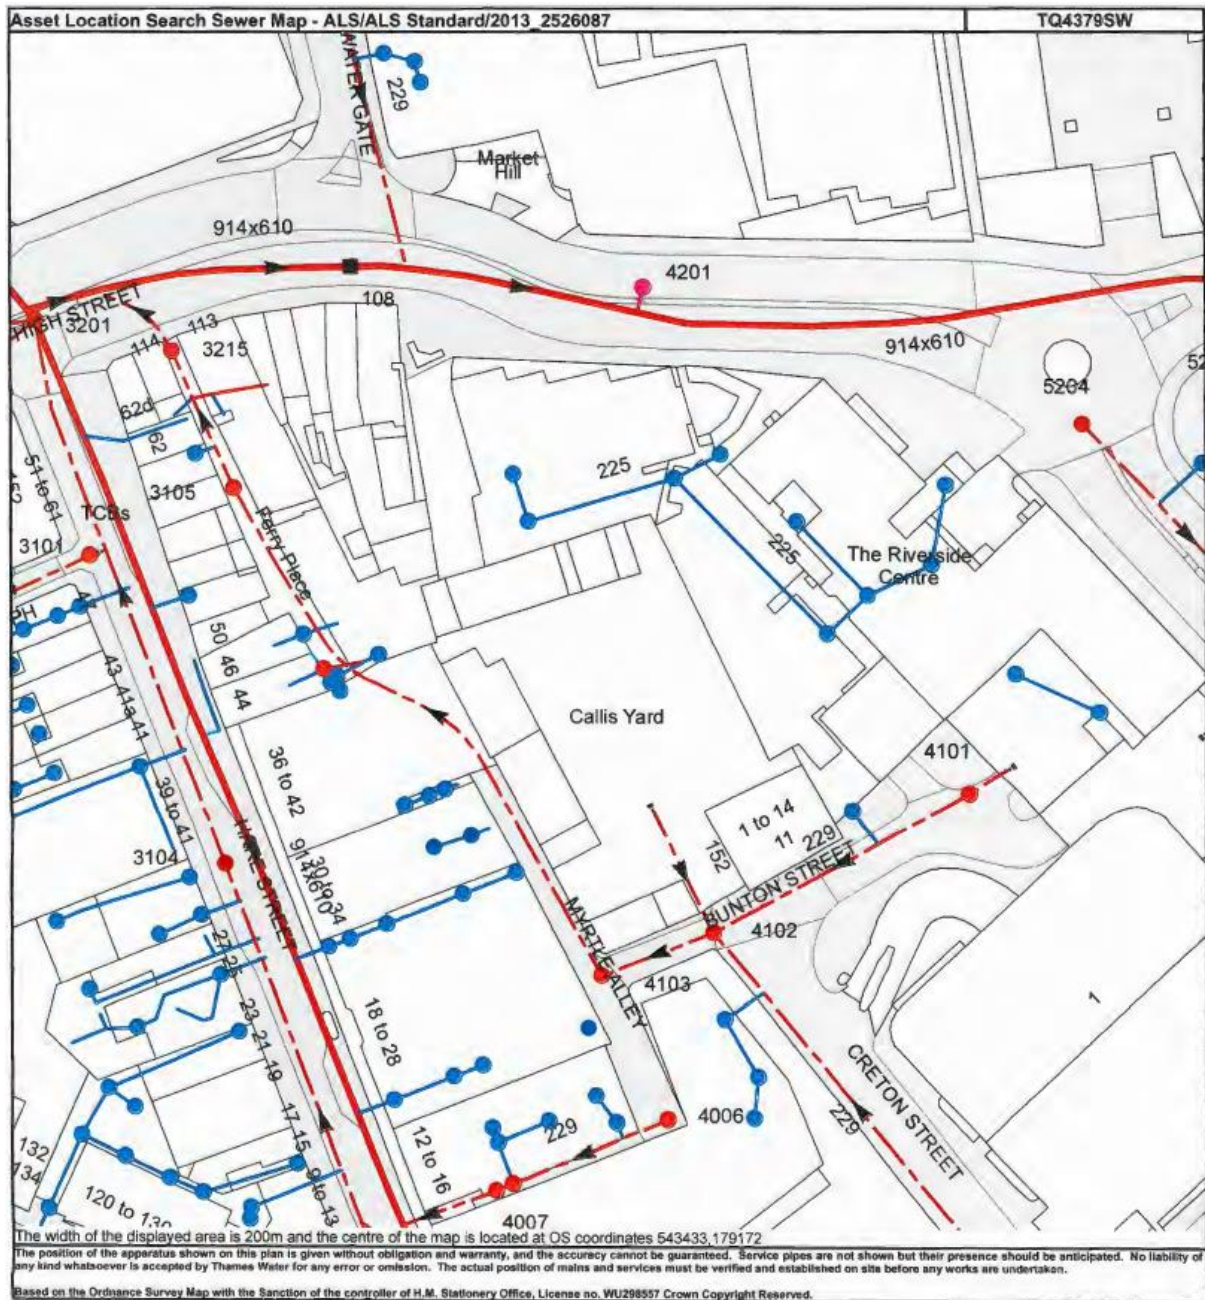 Asset Location Search Sewer Map - ALS/ALS Standard/2013_2526087 TQ4379SW
WATER GATE
229
Market
Hill
914x610
4201
HIGH STREET
3201
108
113
114
3215
914x610
5204
62d
62
225
51 to 61
152
3105
TCBs
3101
Ferry Place
225
The Riverside
Centre
PH
47
50
46
44
43
41a
41
Callis Yard
4101
36 to 42
39 to 41
1 to 14
11
229
152
3104
HARE STREET
914x610
30 to 34
BUNTON STREET
MYRTLE ALLEY
4102
4103
27
25
1
23
21
19
18 to 28
CRETON STREET
17
15
229
4006
229
12 to 16
132
134
9 to 13
120 to 130
4007
The width of the displayed area is 200m and the centre of the map is located at OS coordinates 543433,179172
The position of the apparatus shown on this plan is given without obligation and warranty, and the accuracy cannot be guaranteed. Service pipes are not shown but their presence should be anticipated. No liability of
any kind whatsoever is accepted by Thames Water for any error or omission. The actual position of mains and services must be verified and established on site before any works are undertaken.
Based on the Ordnance Survey Map with the Sanction of the controller of H.M. Stationery Office, License no. WU298557 Crown Copyright Reserved.